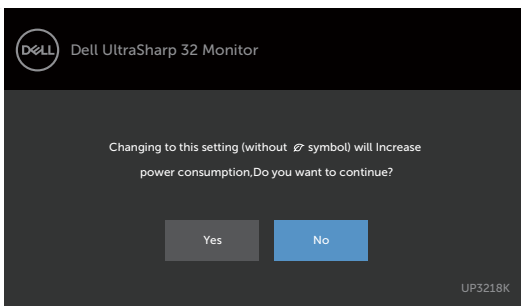 DELL
Dell UltraSharp 32 Monitor
Changing to this setting (without symbol) will Increase
power consumption,Do you want to continue?
Yes
No
UP3218K